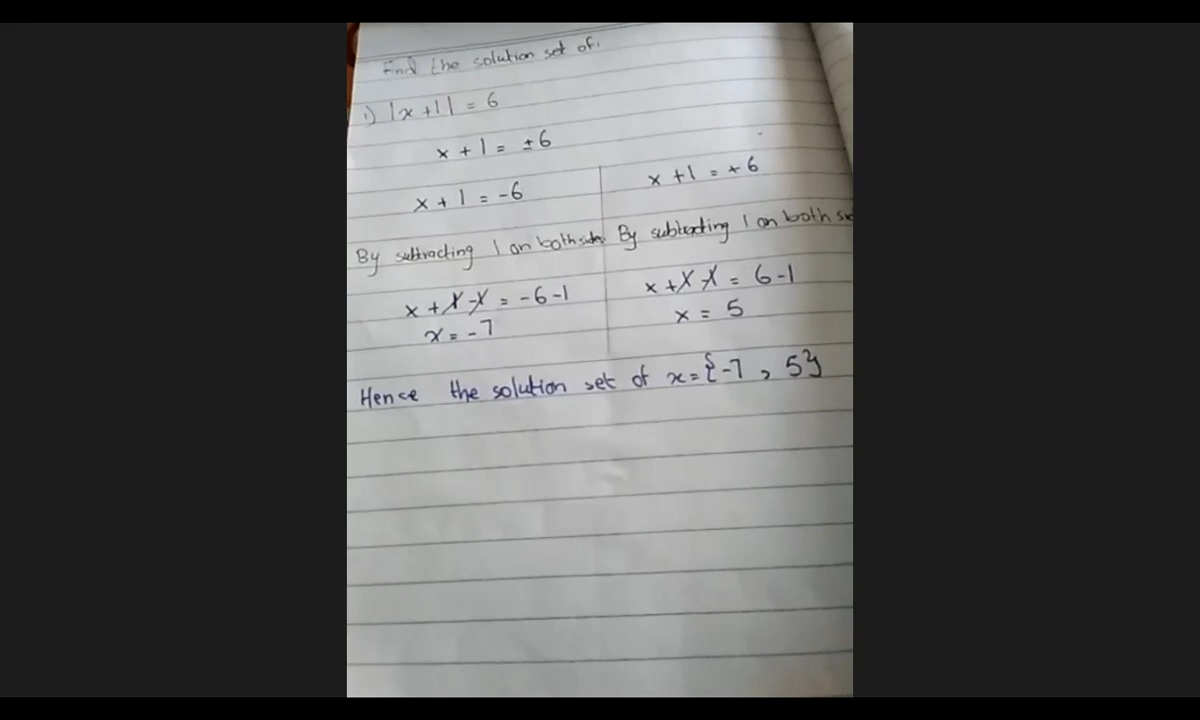 Find the solution set of.
i) |x+1| = 6
x + 1 = ±6
x + 1 = -6
x + 1 = +6
By subtracting 1 on both sides
By subtracting 1 on both
x + 1 - 1 = -6-1
x + 1 - 1 = 6-1
x = -7
x = 5
Hence the solution set of x = {-7 , 5}